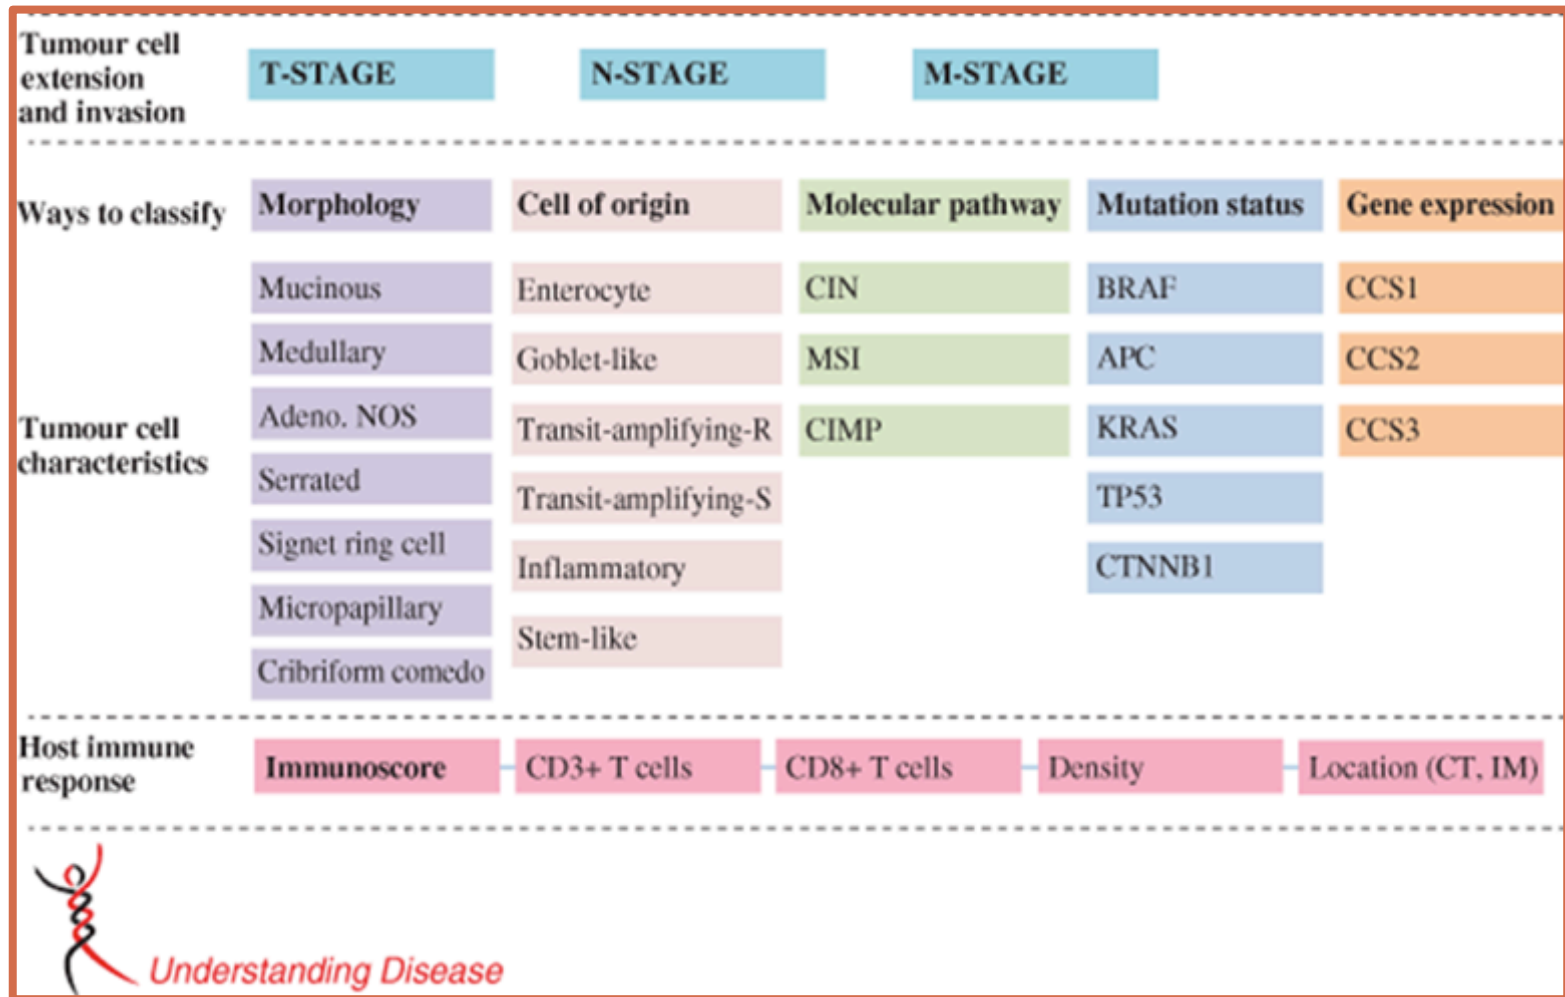 Tumour cell
extension
and invasion
T-STAGE
N-STAGE
M-STAGE
Ways to classify
Morphology
Cell of origin
Molecular pathway
Mutation status
Gene expression
Tumour cell
characteristics
Mucinous
Medullary
Adeno. NOS
Serrated
Signet ring cell
Micropapillary
Cribriform comedo
Enterocyte
Goblet-like
Transit-amplifying-R
Transit-amplifying-S
Inflammatory
Stem-like
CIN
MSI
CIMP
BRAF
APC
KRAS
TP53
CTNNB1
CCS1
CCS2
CCS3
Host immune
response
Immunoscore
CD3+ T cells
CD8+ T cells
Density
Location (CT, IM)
Understanding Disease